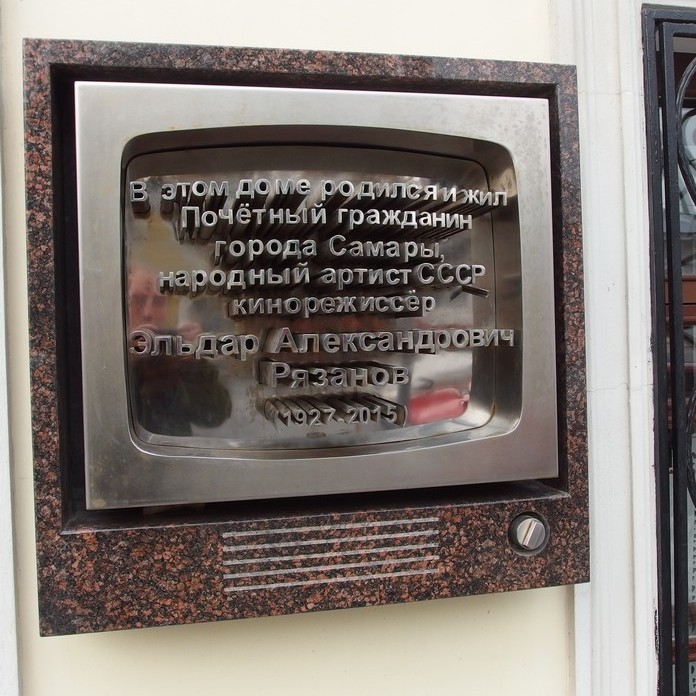 В этом доме родился и жил
Почётный гражданин
города Самары,
народный артист СССР
кинорежиссёр
Эльдар Александрович
Рязанов
1927-2015